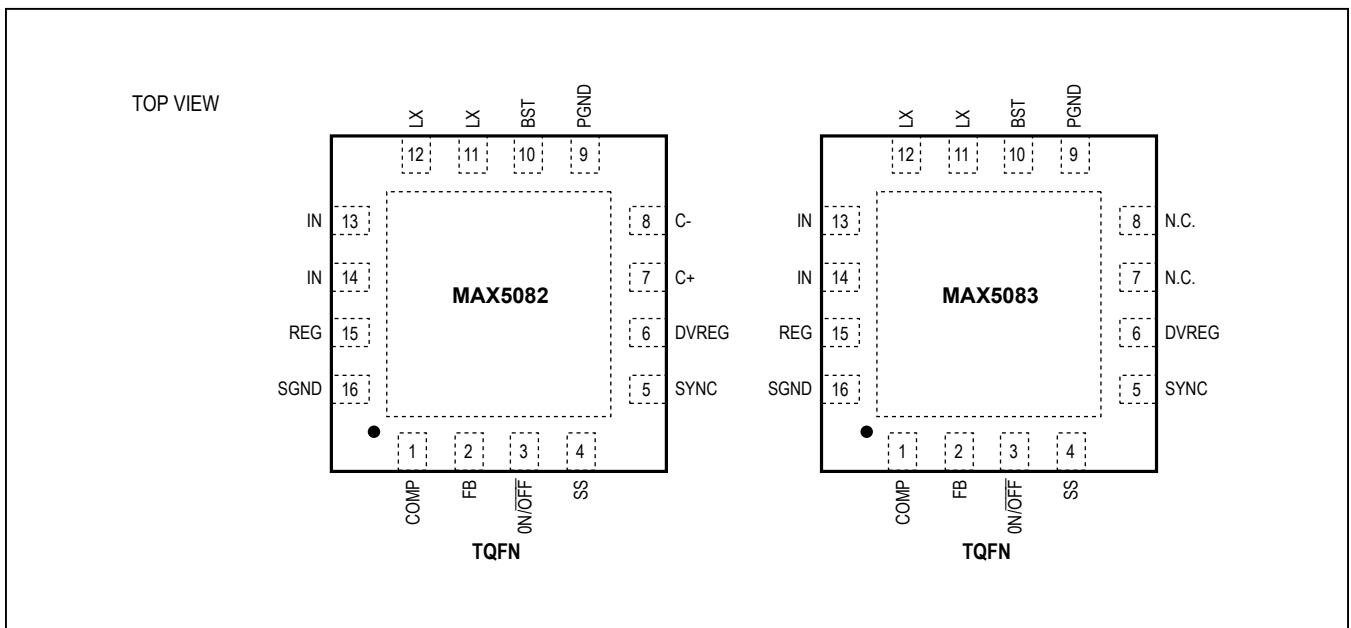 TOP VIEW
LX LX BST PGND
12 11 10 9
IN 13 8 C-
IN 14 7 C+
MAX5082
REG 15 6 DVREG
SGND 16 5 SYNC
1 2 3 4
COMP FB 0N/OFF SS
TQFN
LX LX BST PGND
12 11 10 9
IN 13 8 N.C.
IN 14 7 N.C.
MAX5083
REG 15 6 DVREG
SGND 16 5 SYNC
1 2 3 4
COMP FB 0N/OFF SS
TQFN